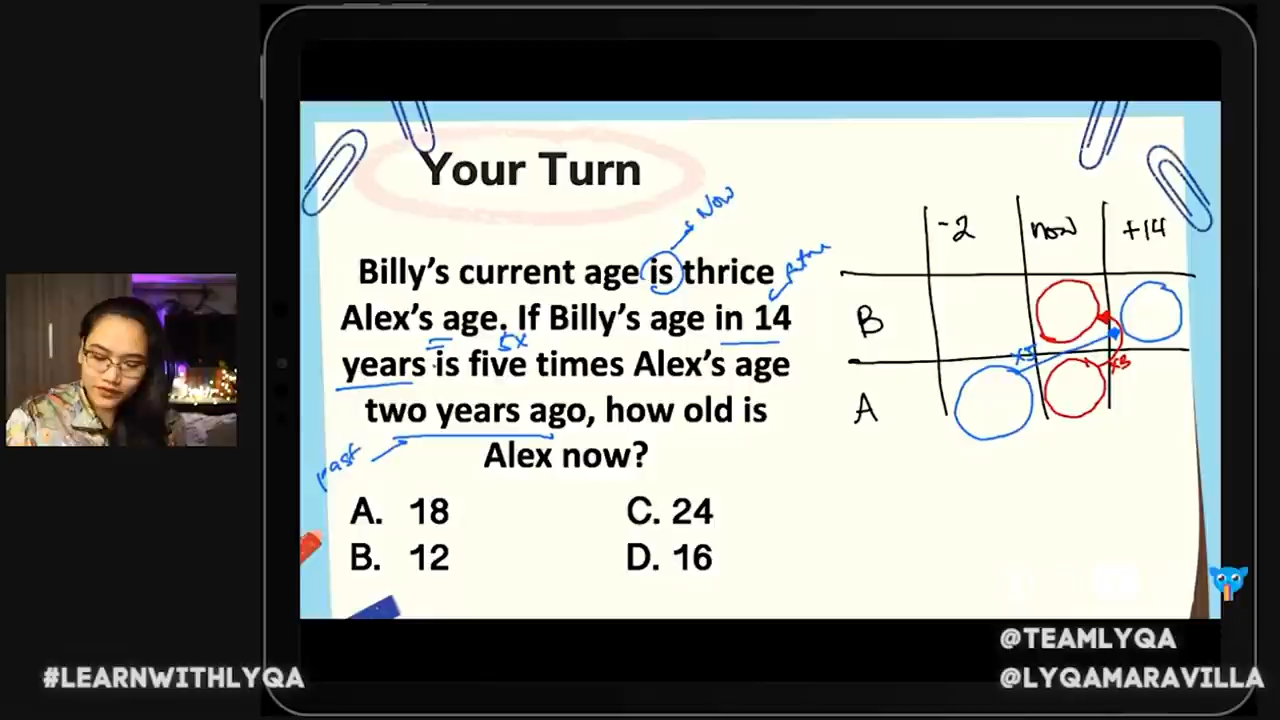 Your Turn
Now
Billy's current age is thrice
Alex's age. If Billy's age in 14
5x
years is five times Alex's age
two years ago, how old is
past
Alex now?
A. 18
B. 12
C. 24
D. 16
-2 now +14
B
x5
x3
A
#LEARNWITHLYQA
@TEAMLYQA
@LYQAMARAVILLA